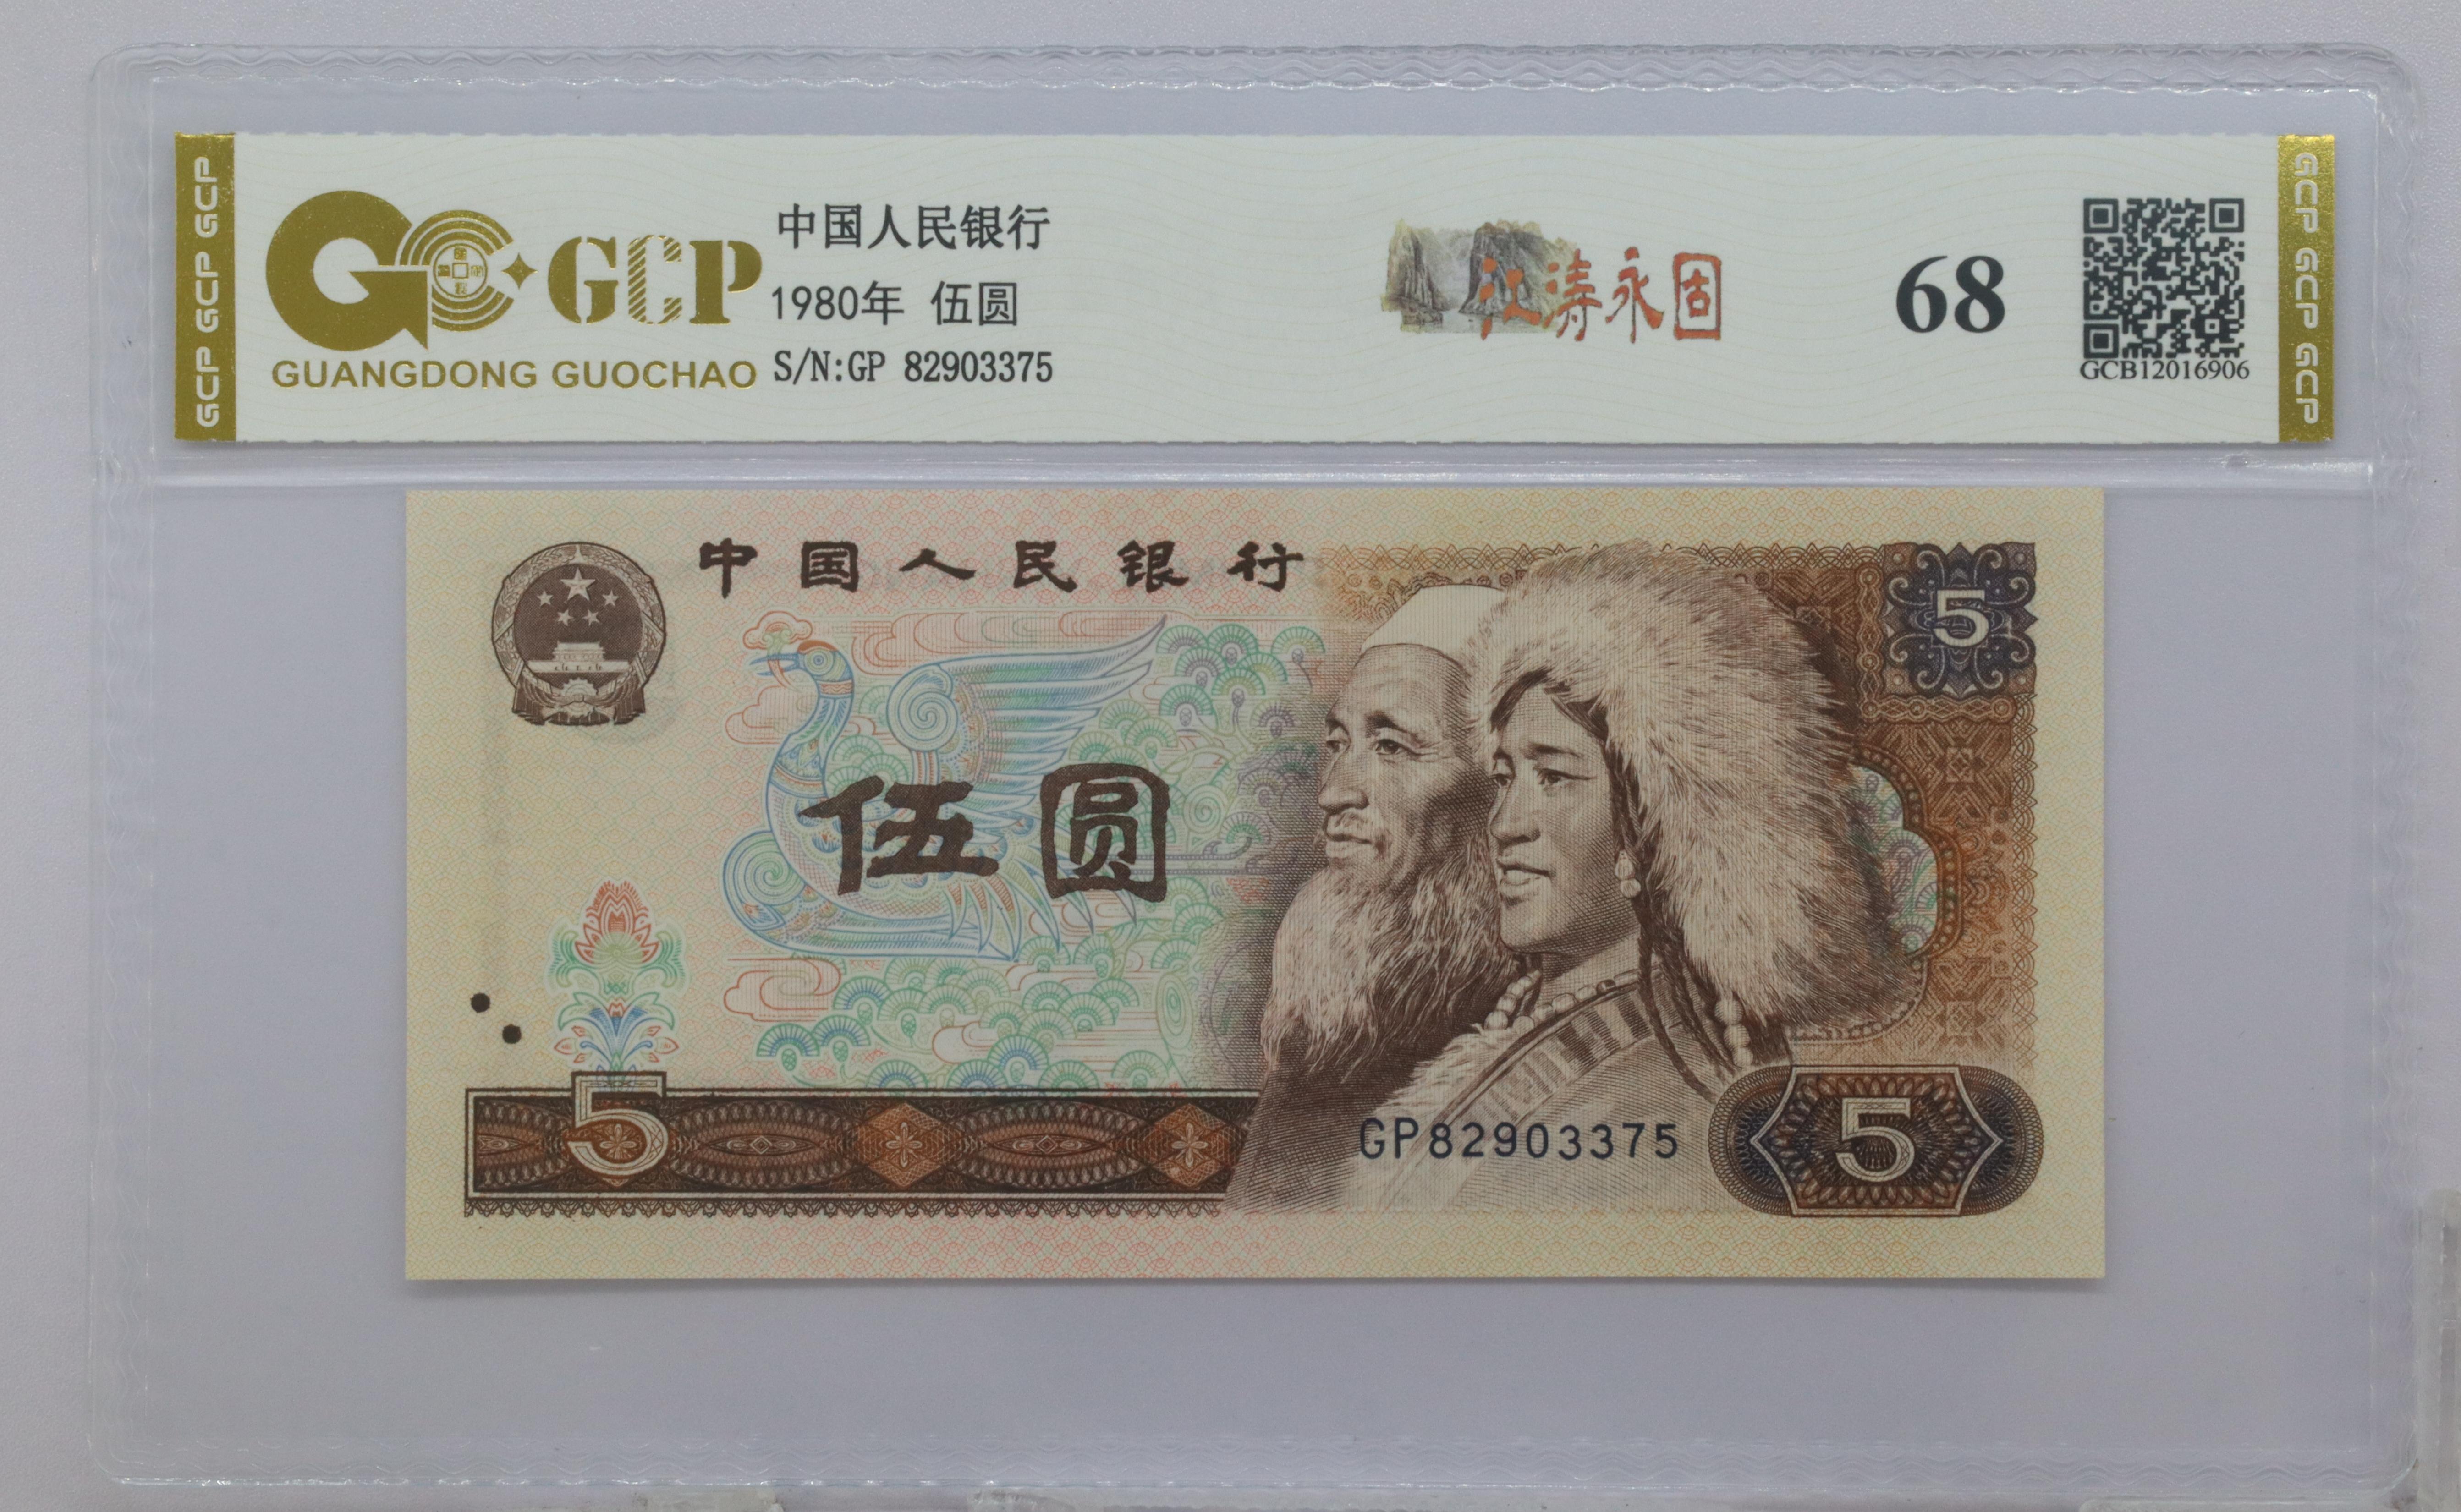 GCP GCP GCP
GCP
GUANGDONG GUOCHAO
中国人民银行
1980年 伍圆
S/N:GP 82903375
江涛永固
68
GCB12016906
GCP GCP GCP
中国人民银行
5
伍圆
5
GP82903375
5